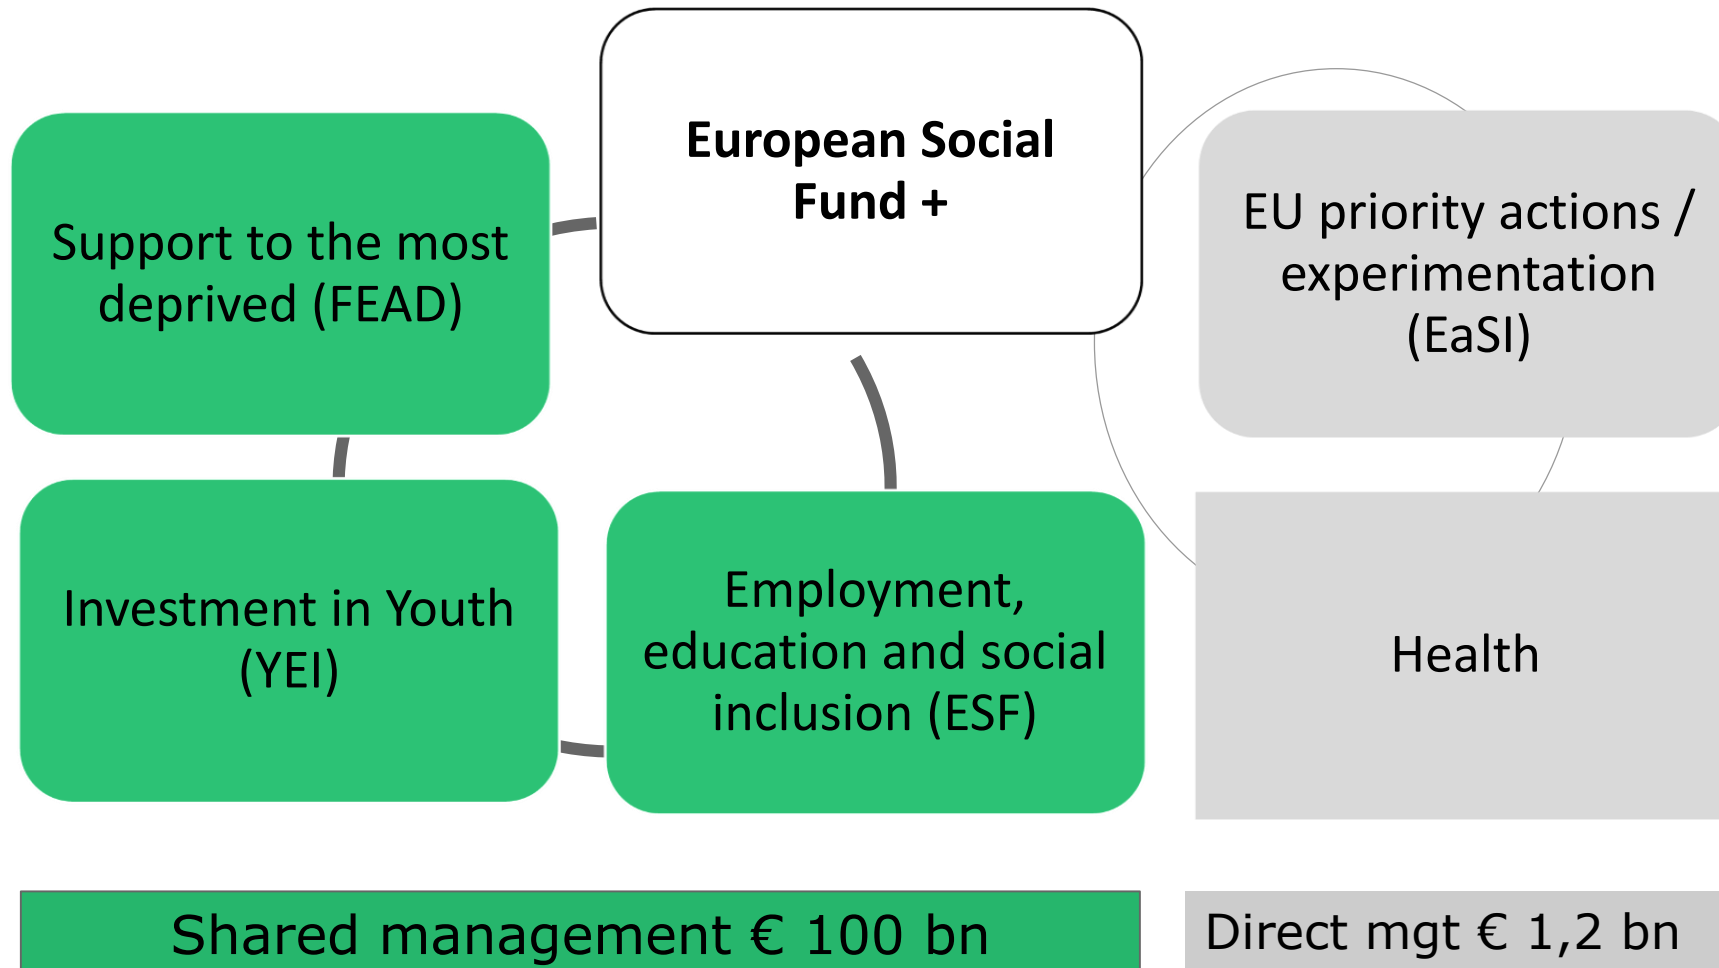 European Social
Fund +
Support to the most
deprived (FEAD)
EU priority actions /
experimentation
(EaSI)
Investment in Youth
(YEI)
Employment,
education and social
inclusion (ESF)
Health
Shared management € 100 bn
Direct mgt € 1,2 bn